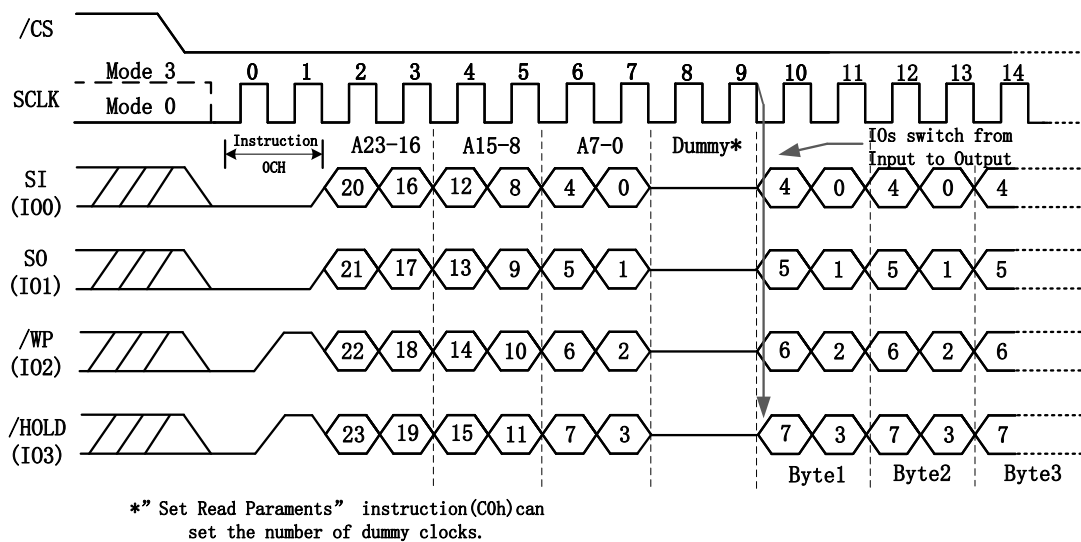 /CS
Mode 3
0 1 2 3 4 5 6 7 8 9 10 11 12 13 14
SCLK
Mode 0
Instruction
0CH
A23-16 A15-8 A7-0 Dummy*
IOs switch from
Input to Output
SI
(IO0)
20 16 12 8 4 0 4 0 4 0 4
SO
(IO1)
21 17 13 9 5 1 5 1 5 1 5
/WP
(IO2)
22 18 14 10 6 2 6 2 6 2 6
/HOLD
(IO3)
23 19 15 11 7 3 7 3 7 3 7
Byte1 Byte2 Byte3
*” Set Read Paraments” instruction(C0h)can
set the number of dummy clocks.